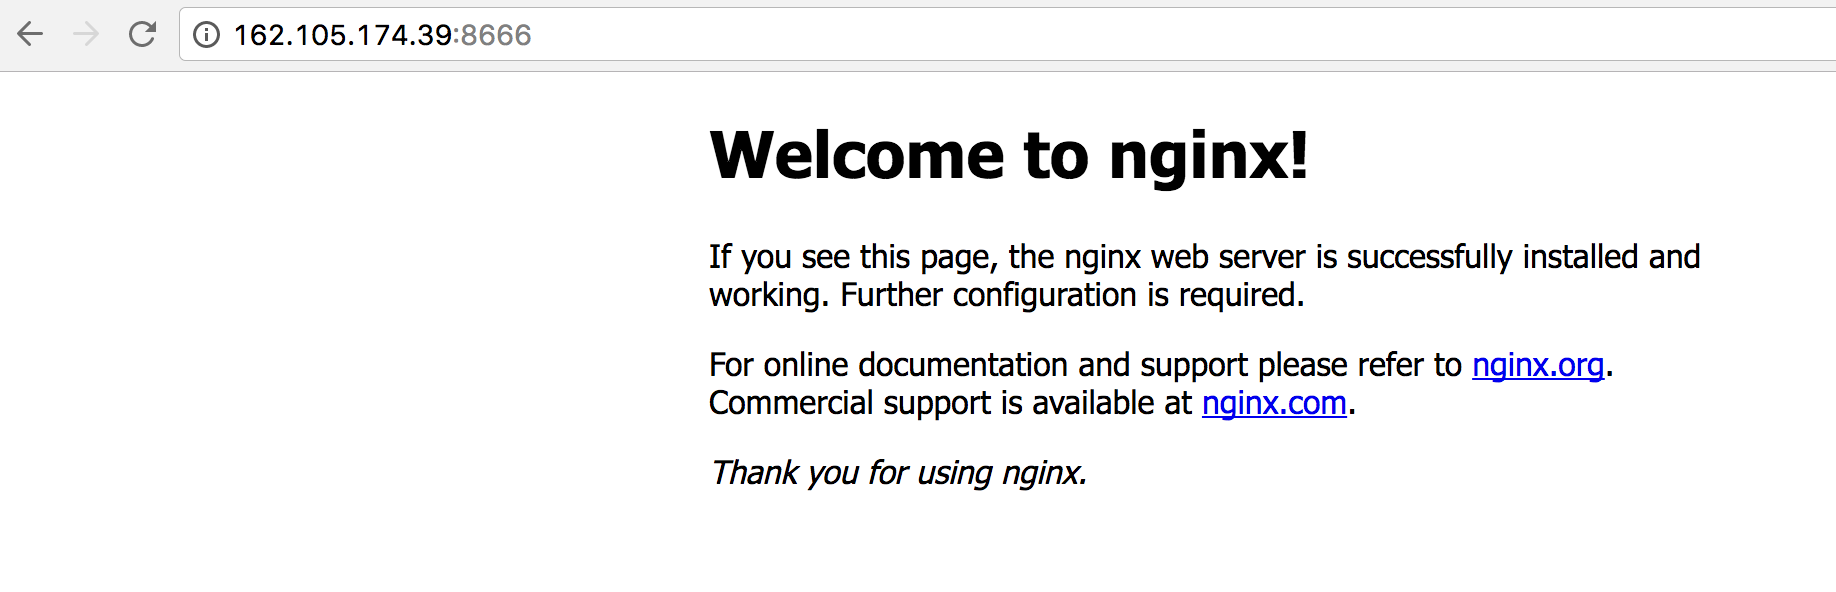 162.105.174.39:8666
Welcome to nginx!
If you see this page, the nginx web server is successfully installed and
working. Further configuration is required.
For online documentation and support please refer to nginx.org.
Commercial support is available at nginx.com.
Thank you for using nginx.